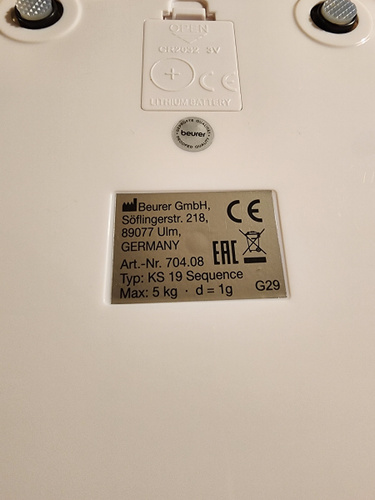 OPEN
CR2032 3V
+ CE
LITHIUM BATTERY
beurer
Beurer GmbH,
Söflingerstr. 218,
89077 Ulm,
GERMANY
Art.-Nr. 704.08
Typ: KS 19 Sequence
Max: 5 kg · d = 1g
CE
EAC
G29